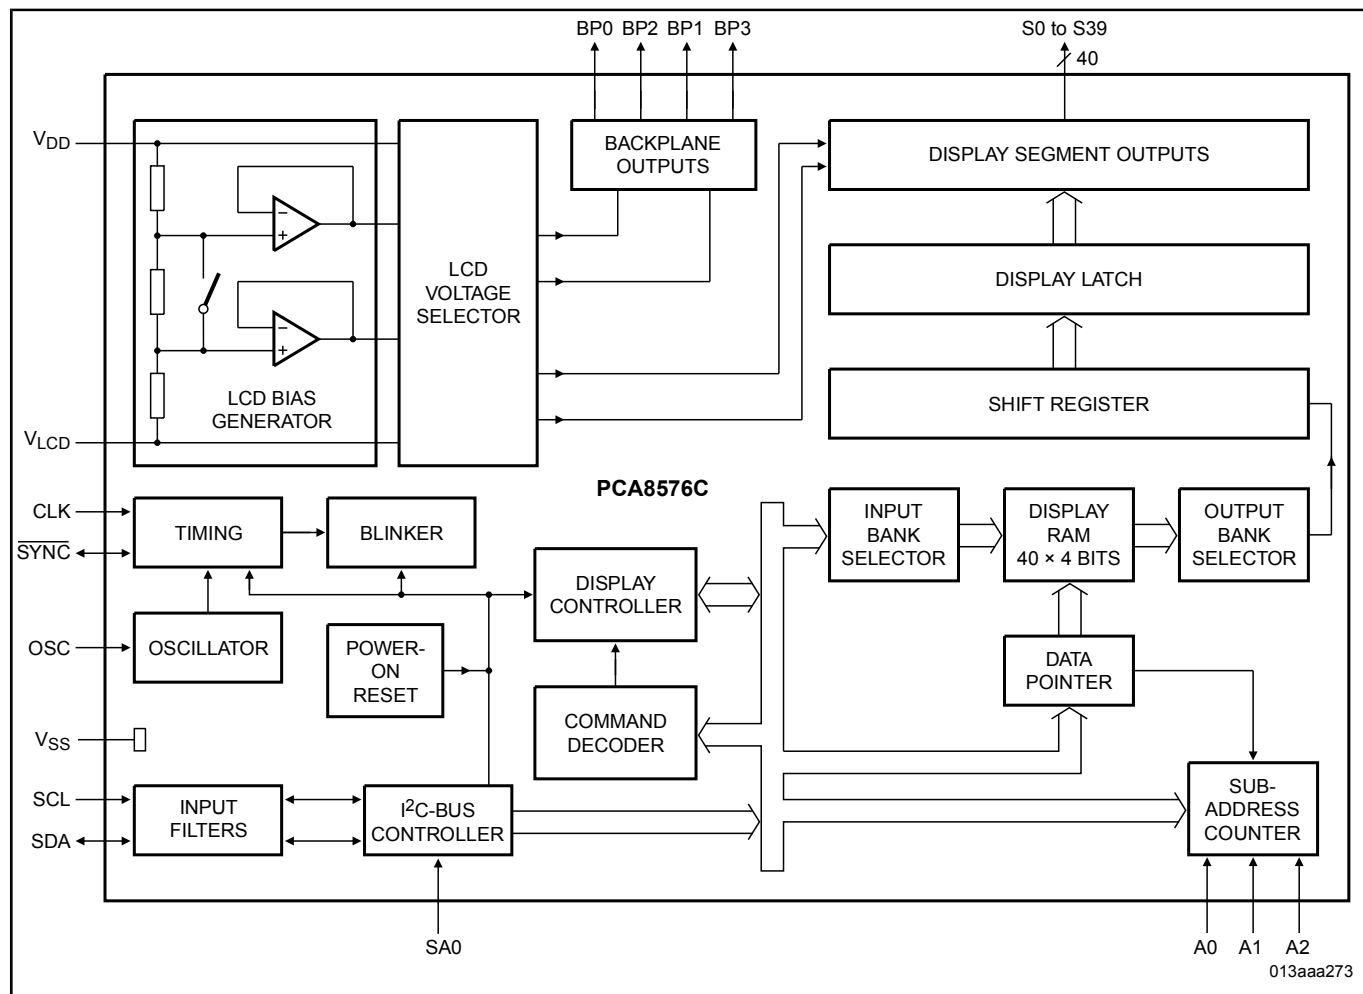 BP0 BP2 BP1 BP3
S0 to S39
40
VDD
BACKPLANE
OUTPUTS
DISPLAY SEGMENT OUTPUTS
LCD
VOLTAGE
SELECTOR
DISPLAY LATCH
LCD BIAS
GENERATOR
SHIFT REGISTER
VLCD
PCA8576C
CLK
TIMING
BLINKER
SYNC
DISPLAY
CONTROLLER
INPUT
BANK
SELECTOR
DISPLAY
RAM
40 × 4 BITS
OUTPUT
BANK
SELECTOR
OSC
OSCILLATOR
POWER-
ON
RESET
DATA
POINTER
COMMAND
DECODER
VSS
SCL
SDA
INPUT
FILTERS
I²C-BUS
CONTROLLER
SUB-
ADDRESS
COUNTER
SA0
A0 A1 A2
013aaa273
− + − +